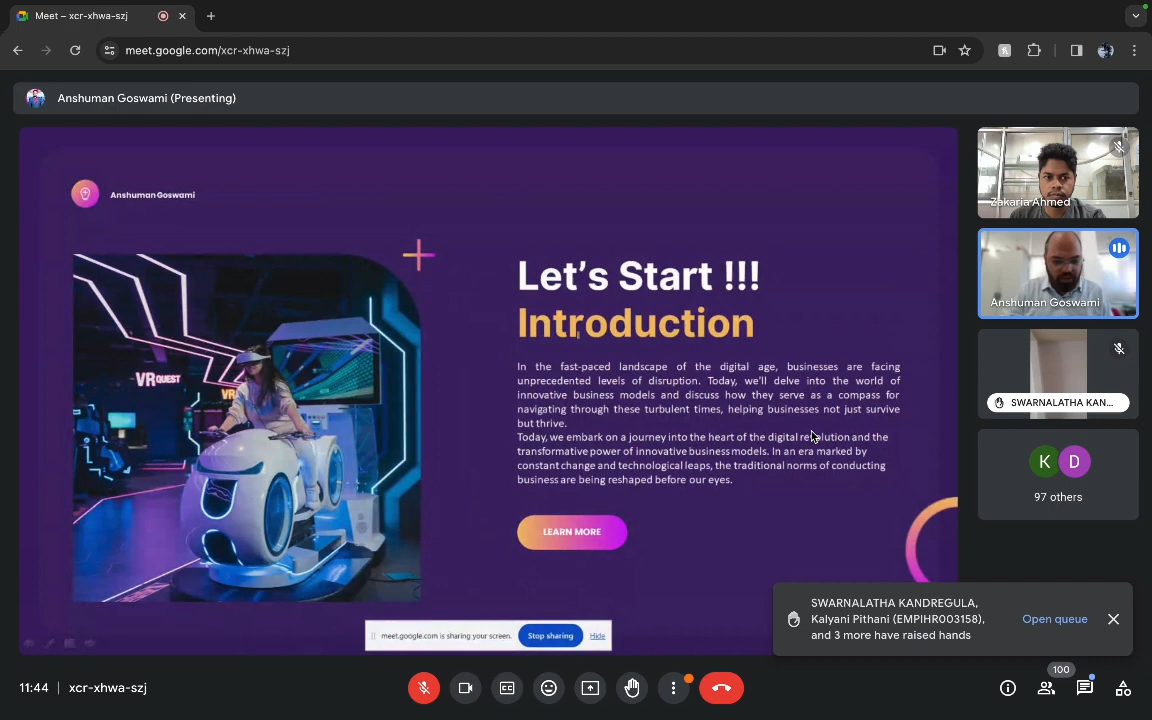 Meet – xcr-xhwa-szj
meet.google.com/xcr-xhwa-szj
Anshuman Goswami (Presenting)
Anshuman Goswami
VR QUEST
VR
Let's Start !!!
Introduction
In the fast-paced landscape of the digital age, businesses are facing
unprecedented levels of disruption. Today, we'll delve into the world of
innovative business models and discuss how they serve as a compass for
navigating through these turbulent times, helping businesses not just survive
but thrive.
Today, we embark on a journey into the heart of the digital revolution and the
transformative power of innovative business models. In an era marked by
constant change and technological leaps, the traditional norms of conducting
business are being reshaped before our eyes.
LEARN MORE
meet.google.com is sharing your screen.
Stop sharing
Hide
Zakaria Ahmed
Anshuman Goswami
SWARNALATHA KAN...
K
D
97 others
SWARNALATHA KANDREGULA,
Kalyani Pithani (EMPIHR003158),
and 3 more have raised hands
Open queue
11:44 | xcr-xhwa-szj
100